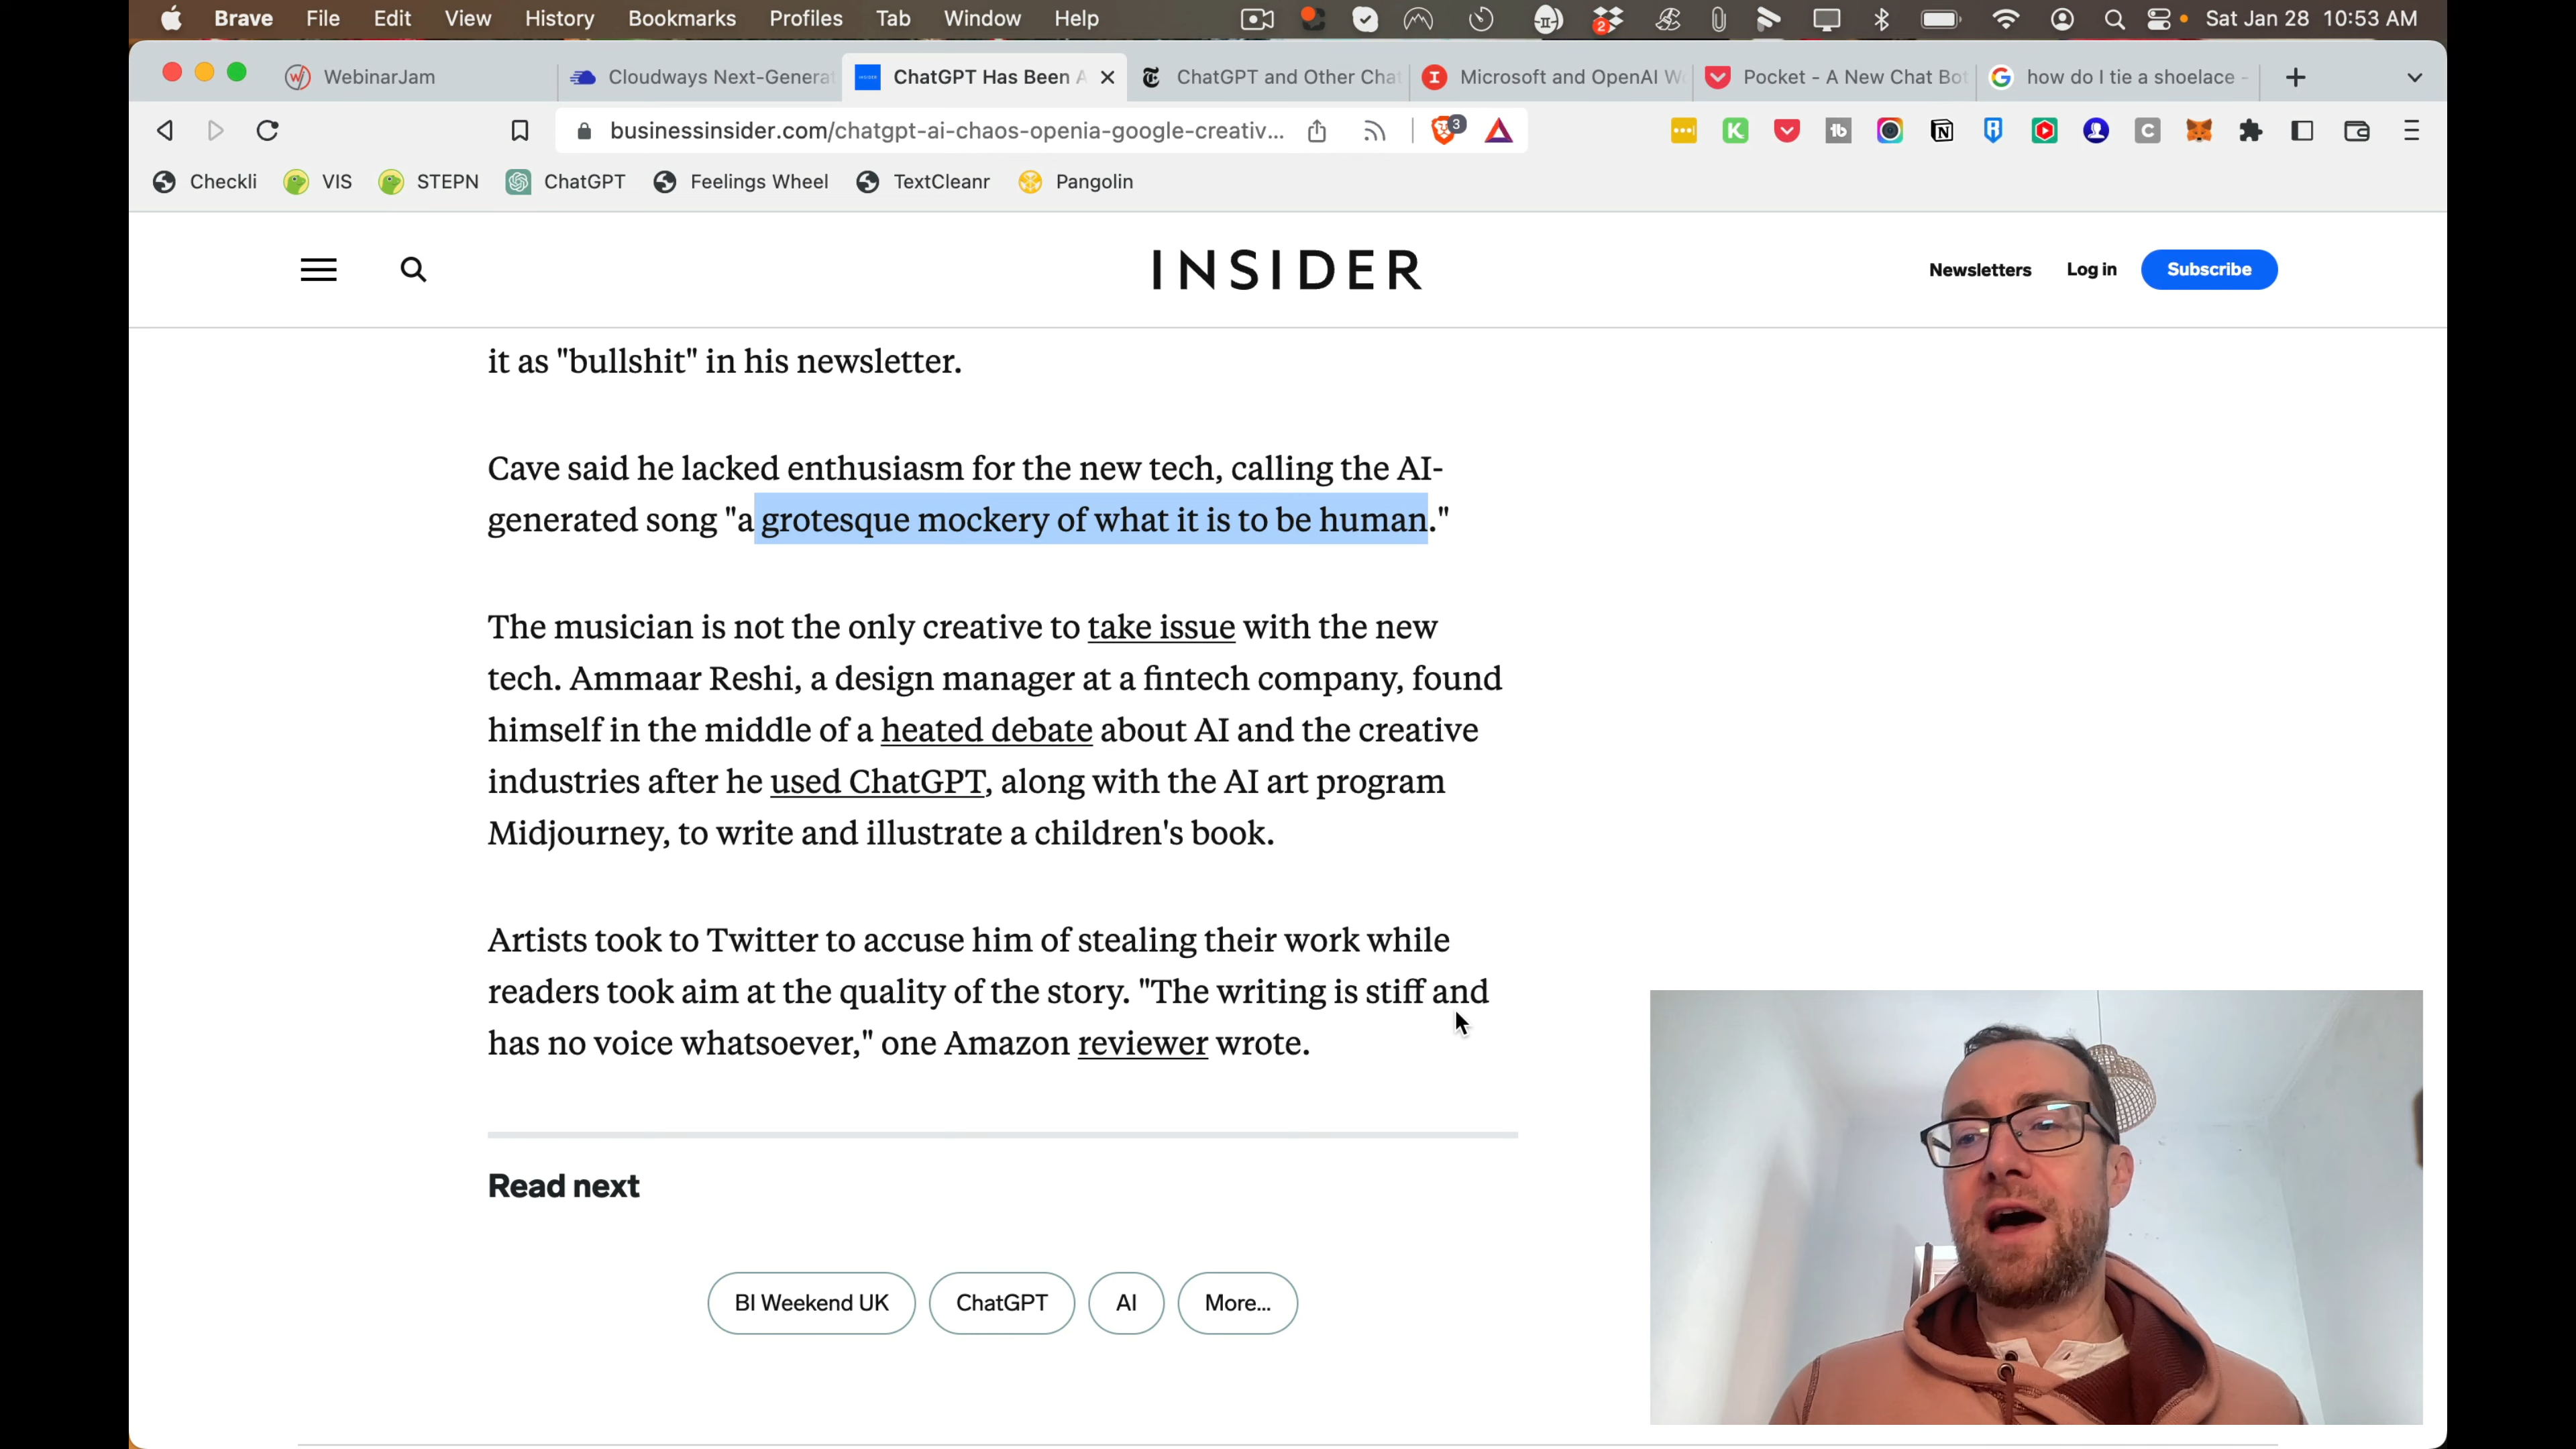 Brave File Edit View History Bookmarks Profiles Tab Window Help Sat Jan 28 10:53 AM
WebinarJam Cloudways Next-Generat ChatGPT Has Been A ChatGPT and Other Chat Microsoft and OpenAI W Pocket - A New Chat Bot how do I tie a shoelace -
businessinsider.com/chatgpt-ai-chaos-openia-google-creativ... 3
Checkli VIS STEPN ChatGPT Feelings Wheel TextCleanr Pangolin
INSIDER Newsletters Log in Subscribe
it as "bullshit" in his newsletter.
Cave said he lacked enthusiasm for the new tech, calling the AI-
generated song "a grotesque mockery of what it is to be human."
The musician is not the only creative to take issue with the new
tech. Ammaar Reshi, a design manager at a fintech company, found
himself in the middle of a heated debate about AI and the creative
industries after he used ChatGPT, along with the AI art program
Midjourney, to write and illustrate a children's book.
Artists took to Twitter to accuse him of stealing their work while
readers took aim at the quality of the story. "The writing is stiff and
has no voice whatsoever," one Amazon reviewer wrote.
Read next
BI Weekend UK ChatGPT AI More...